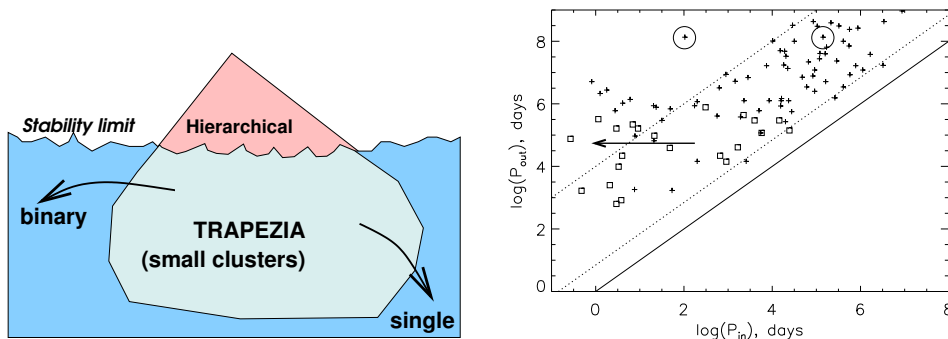 Stability limit
Hierarchical
binary
TRAPEZIA
(small clusters)
single
log(P_out), days
8
6
4
2
0
0 2 4 6 8
log(P_in), days